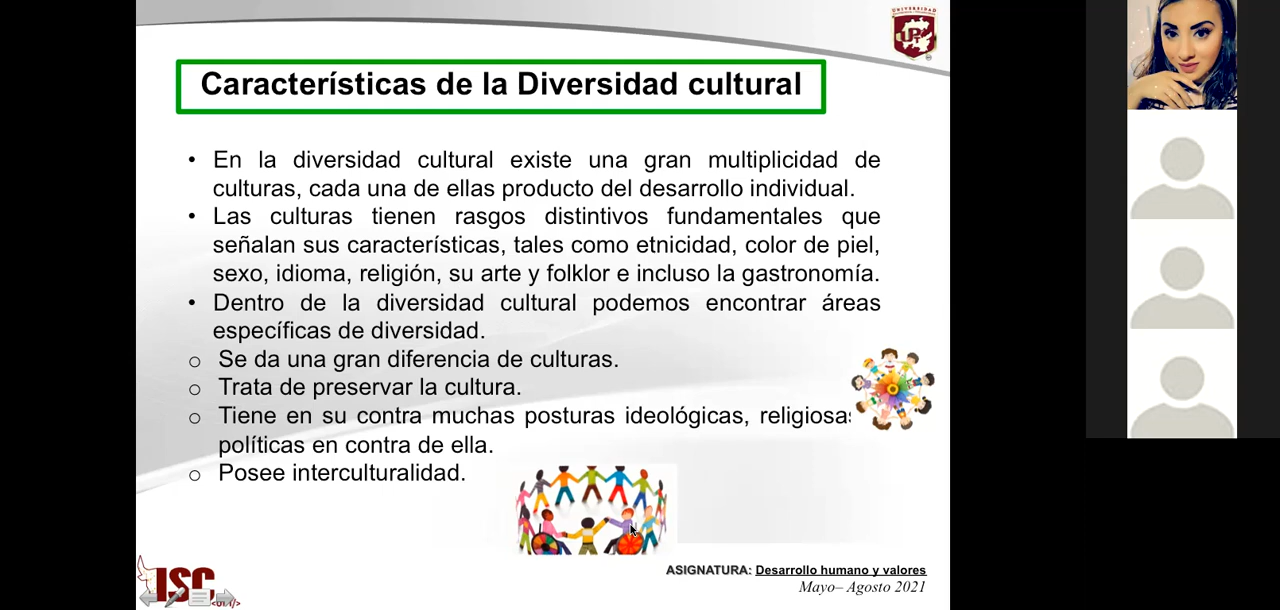 UNIVERSIDAD
UPT
Características de la Diversidad cultural
• En la diversidad cultural existe una gran multiplicidad de
culturas, cada una de ellas producto del desarrollo individual.
• Las culturas tienen rasgos distintivos fundamentales que
señalan sus características, tales como etnicidad, color de piel,
sexo, idioma, religión, su arte y folklor e incluso la gastronomía.
• Dentro de la diversidad cultural podemos encontrar áreas
específicas de diversidad.
o Se da una gran diferencia de culturas.
o Trata de preservar la cultura.
o Tiene en su contra muchas posturas ideológicas, religiosas
políticas en contra de ella.
o Posee interculturalidad.
ISC
ASIGNATURA: Desarrollo humano y valores
Mayo– Agosto 2021